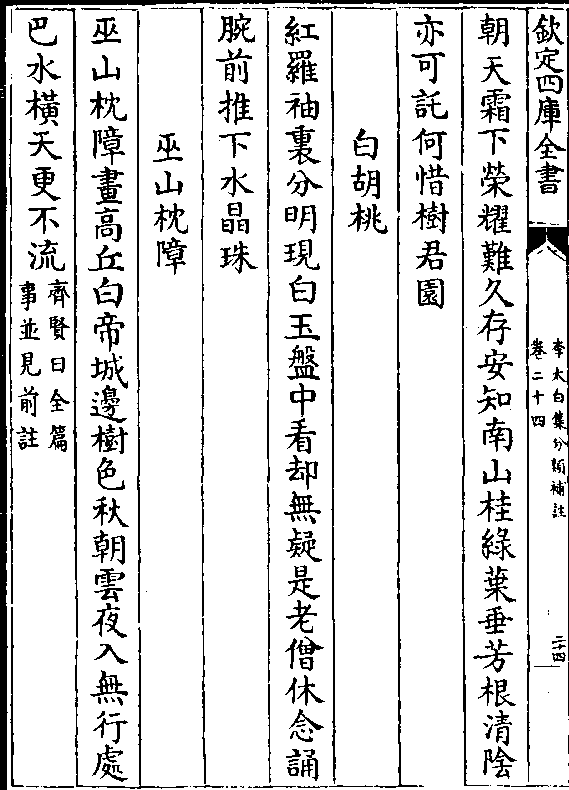 欽定四庫全書
李太白集分類補註
卷二十四
二十四
朝天霜下榮耀難久存安知南山桂綠葉垂芳根清陰
亦可託何惜樹君園
白胡桃
紅羅袖裏分明現白玉盤中看却無疑是老僧休念誦
腕前推下水晶珠
巫山枕障
巫山枕障畫高丘白帝城邊樹色秋朝雲夜入無行處
巴水橫天更不流
齊賢曰全篇
事並見前註